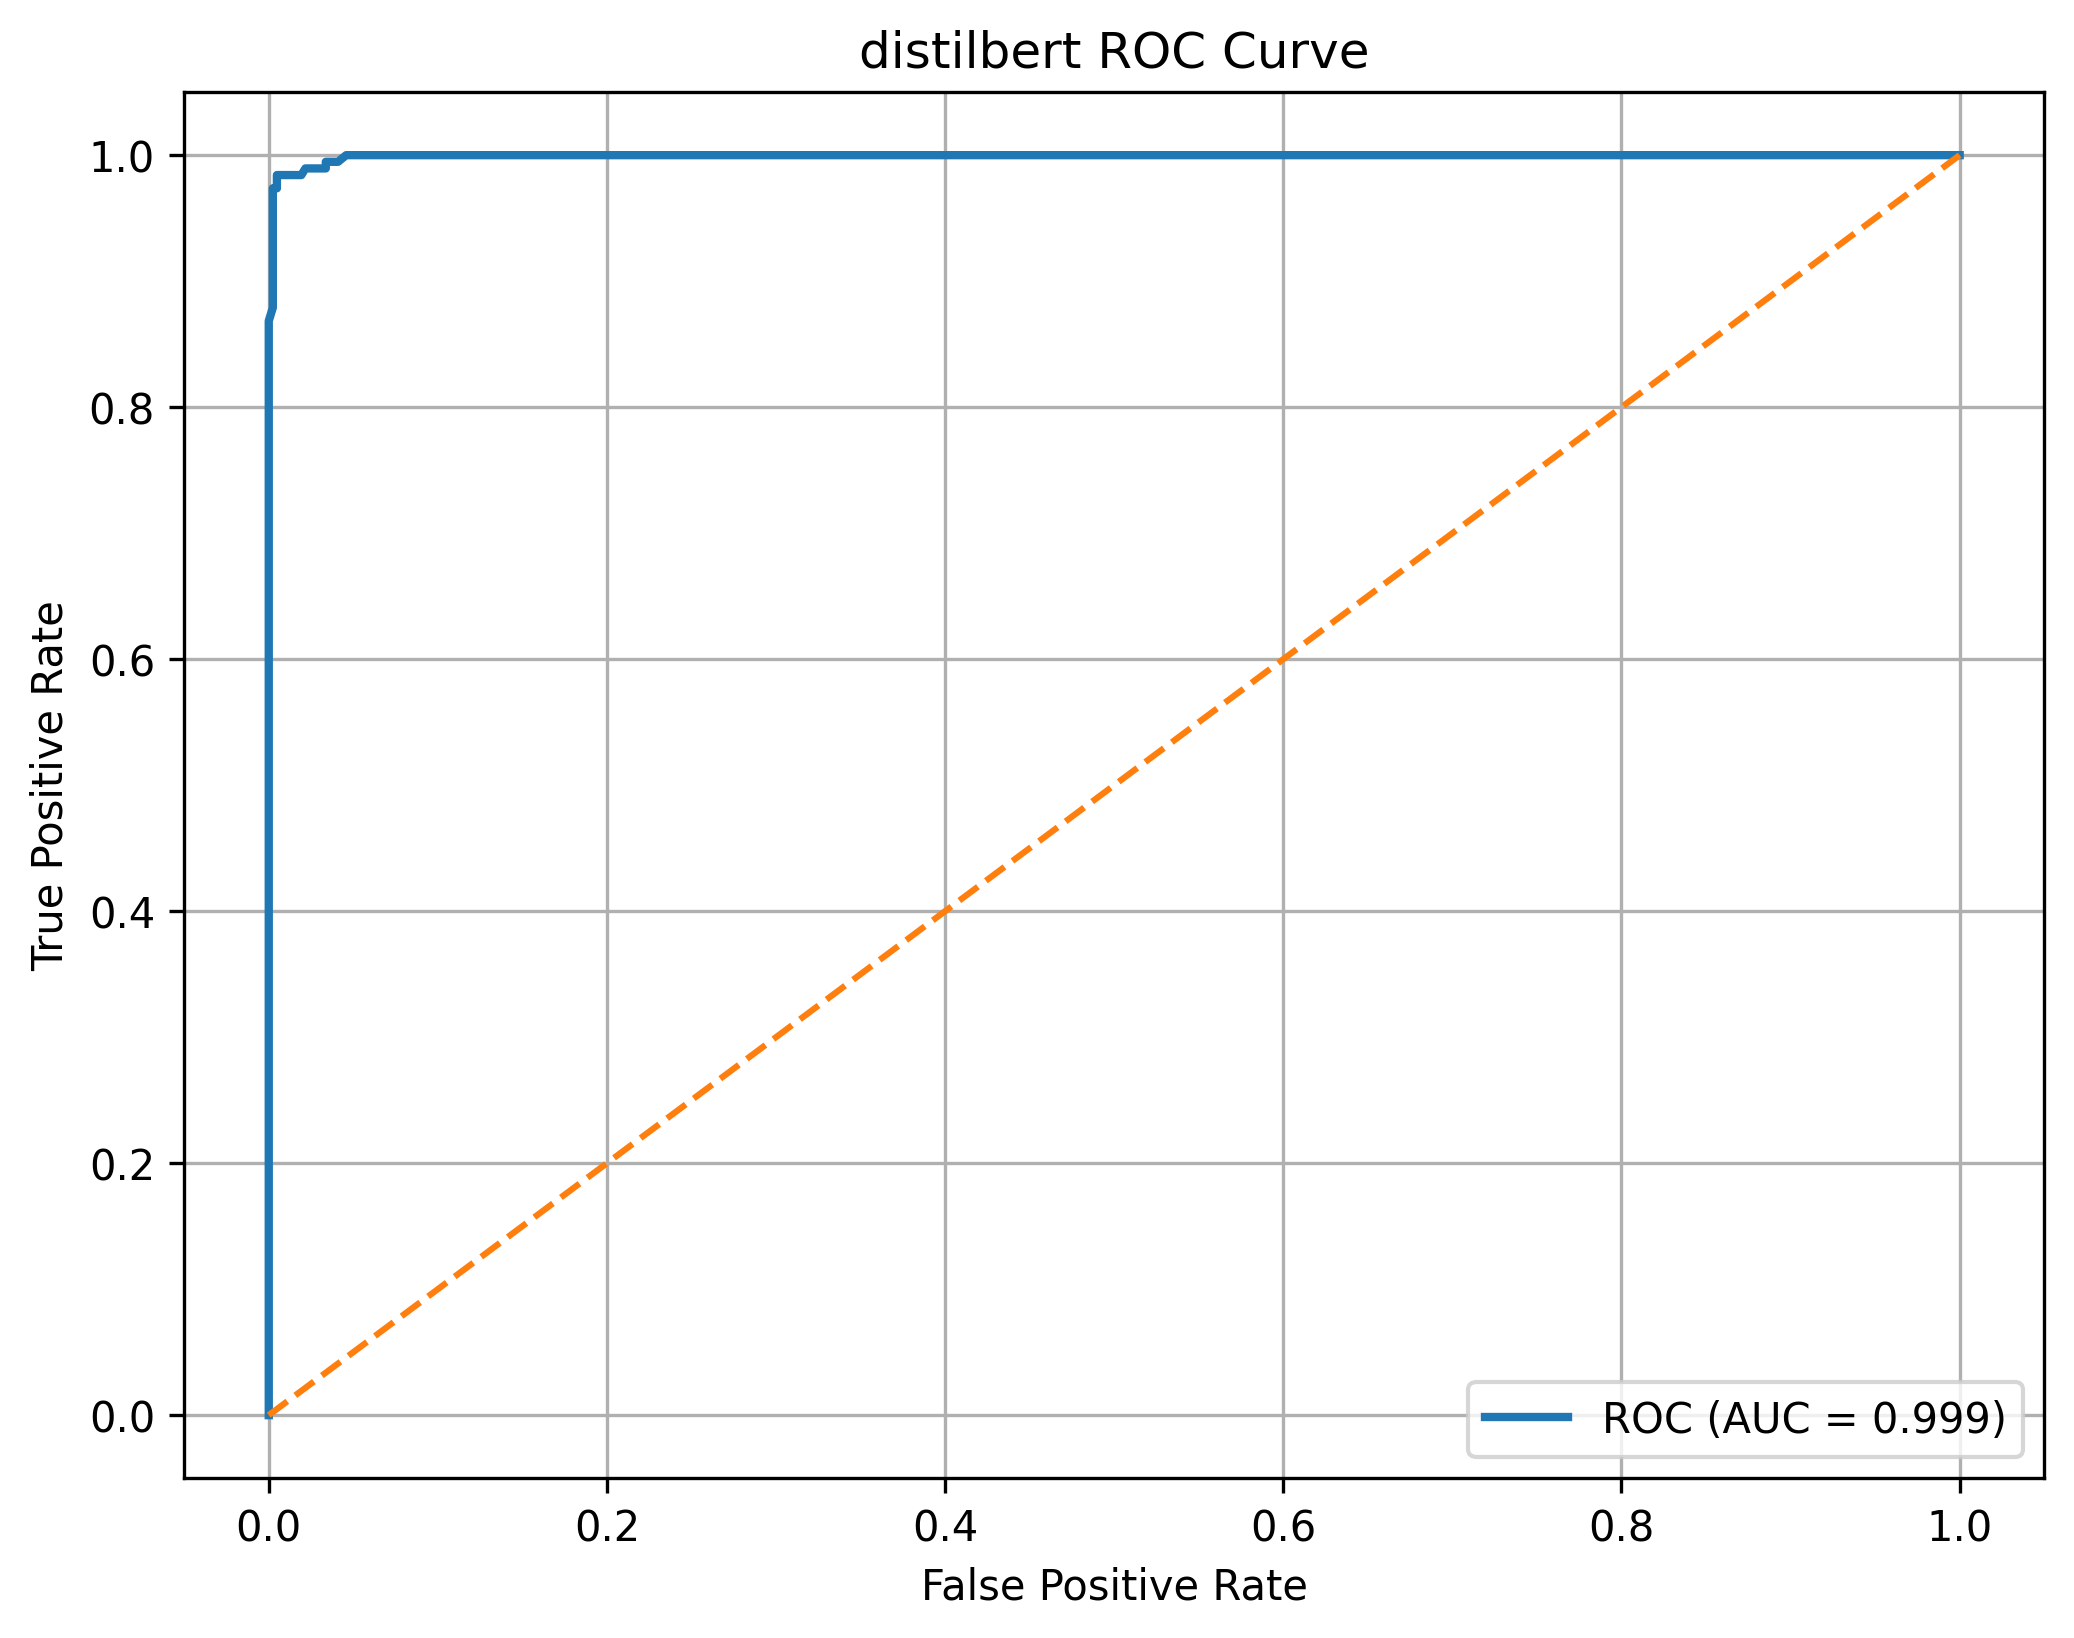 distilbert ROC Curve
True Positive Rate
1.0
0.8
0.6
0.4
0.2
0.0
ROC (AUC = 0.999)
0.0 0.2 0.4 0.6 0.8 1.0
False Positive Rate